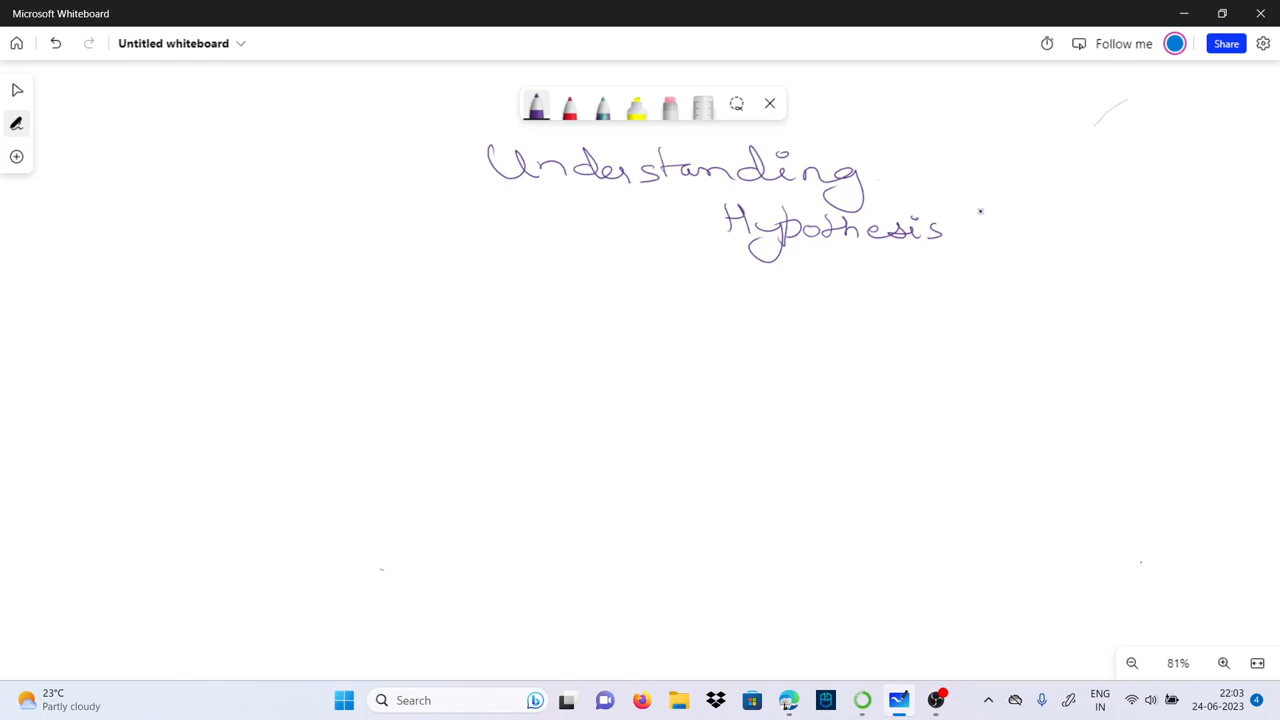 Microsoft Whiteboard
Untitled whiteboard
Follow me
Share
Understanding
Hypothesis
81%
23°C
Partly cloudy
Search
ENG
IN
22:03
24-06-2023
4